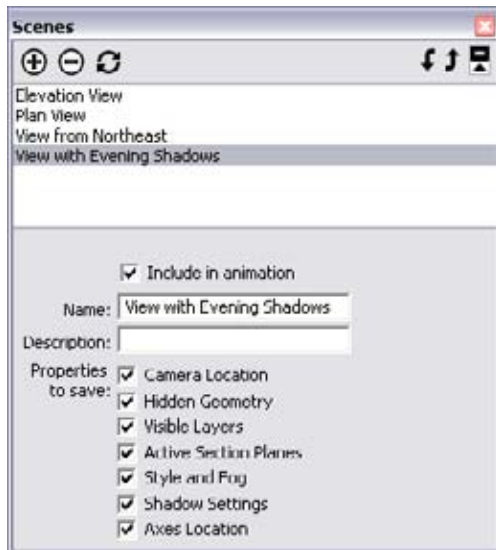 Scenes
Elevation View
Plan View
View from Northeast
View with Evening Shadows
Include in animation
Name: View with Evening Shadows
Description:
Properties to save:
Camera Location
Hidden Geometry
Visible Layers
Active Section Planes
Style and Fog
Shadow Settings
Axes Location